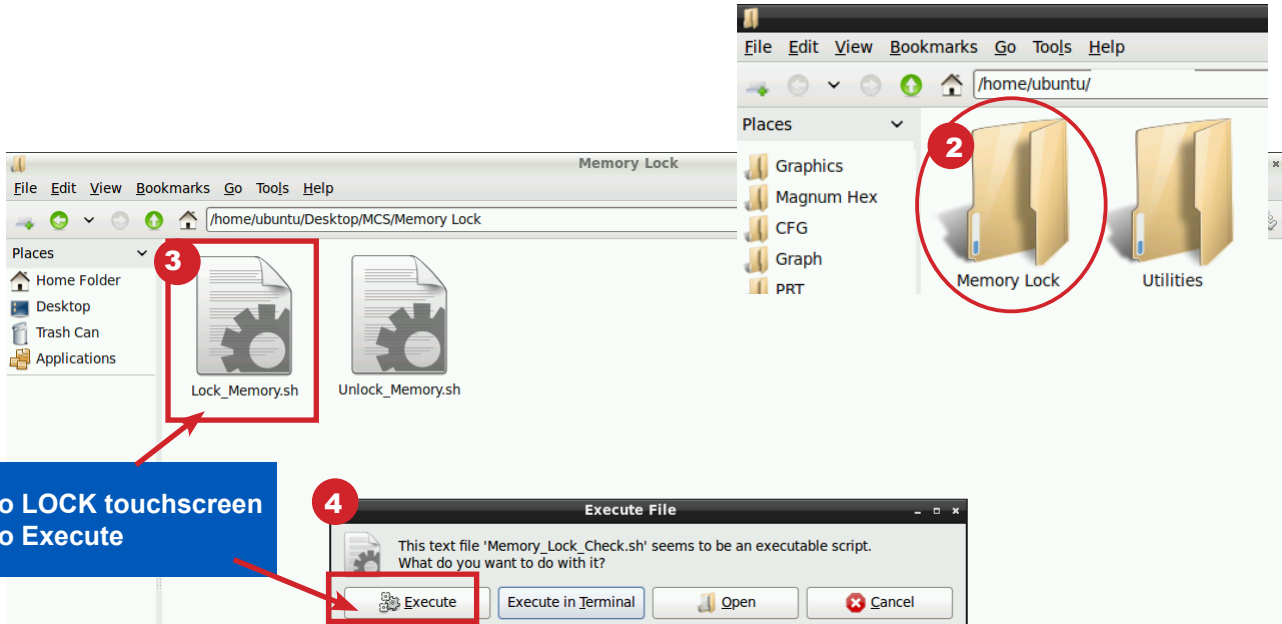 File Edit View Bookmarks Go Tools Help
/home/ubuntu/
Places
Graphics
Magnum Hex
CFG
Graph
PRT
2
Memory Lock
Utilities
Memory Lock
File Edit View Bookmarks Go Tools Help
/home/ubuntu/Desktop/MCS/Memory Lock
Places
Home Folder
Desktop
Trash Can
Applications
3
Lock_Memory.sh
Unlock_Memory.sh
o LOCK touchscreen
o Execute
4
Execute File
This text file 'Memory_Lock_Check.sh' seems to be an executable script.
What do you want to do with it?
Execute
Execute in Terminal
Open
Cancel